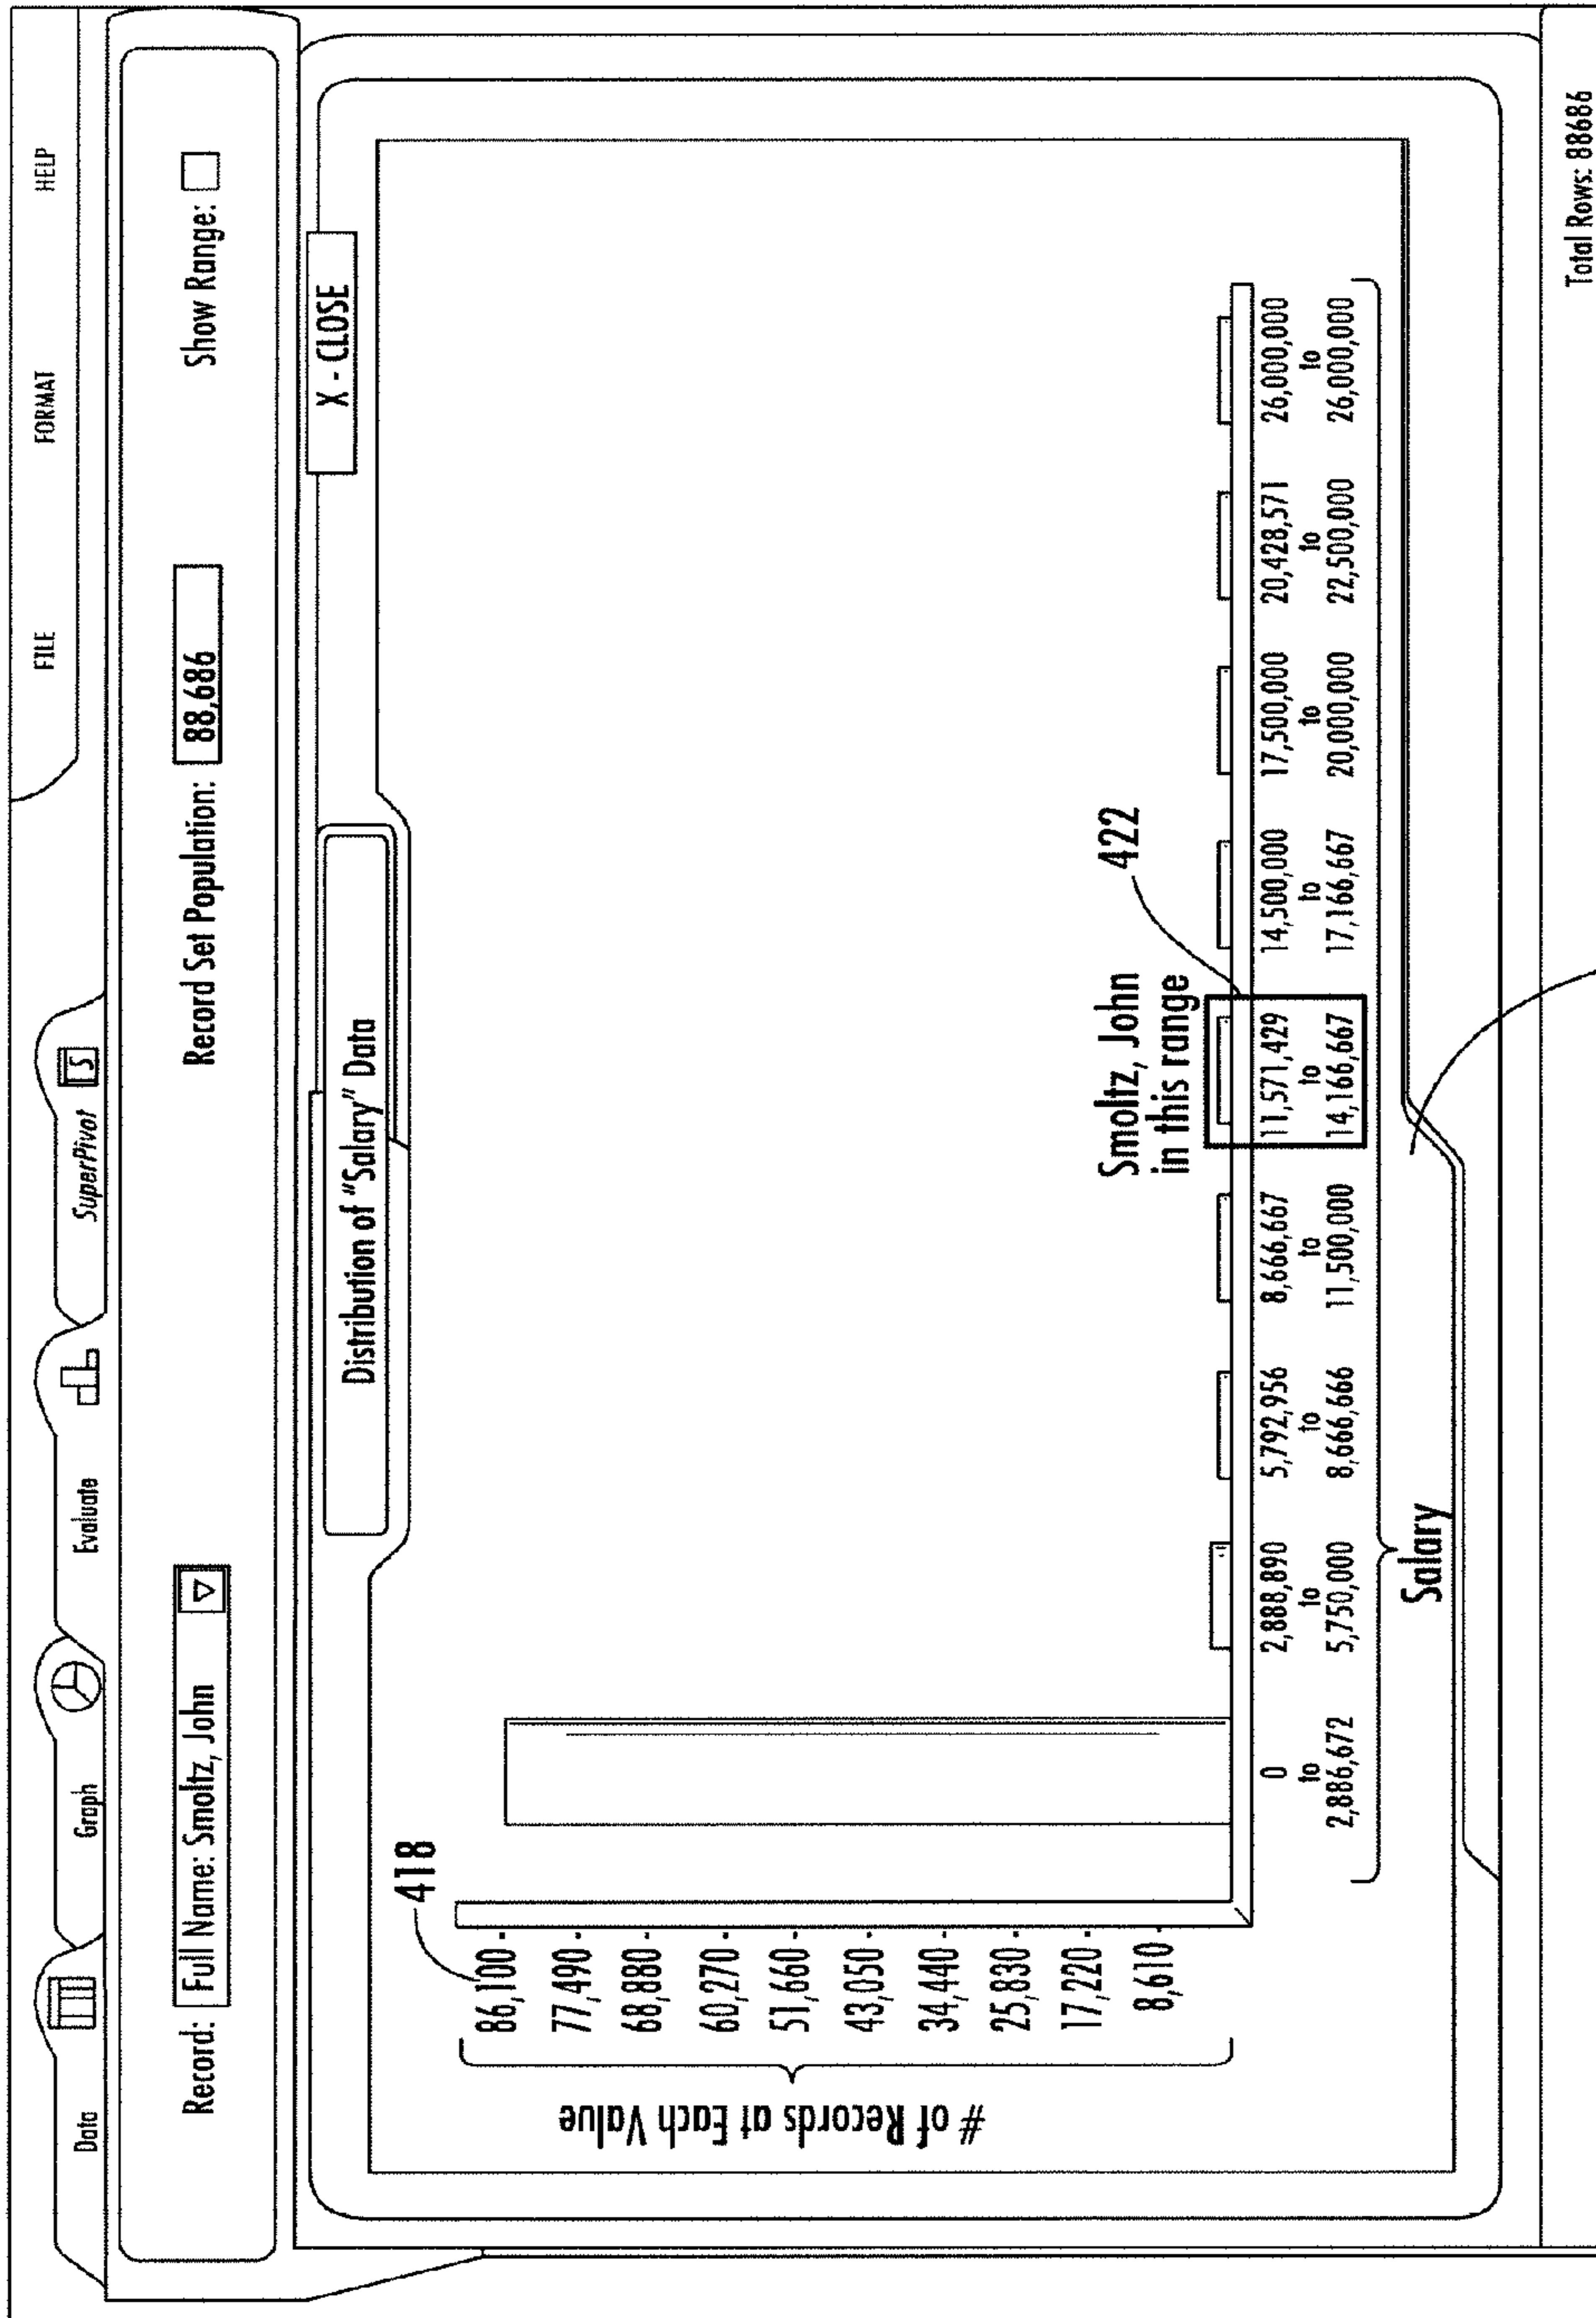 FILE FORMAT HELP
Data Graph Evaluate SuperPivot S
Record: Full Name: Smoltz, John Record Set Population: 88,686 Show Range:
X - CLOSE
Distribution of "Salary" Data
418
# of Records at Each Value
86,100
77,490
68,880
60,270
51,660
43,050
34,440
25,830
17,220
8,610
Smoltz, John
in this range
422
0 2,888,890 5,792,956 8,666,667 11,571,429 14,500,000 17,500,000 20,428,571 26,000,000
to to to to to to to to to
2,886,672 5,750,000 8,666,666 11,500,000 14,166,667 17,166,667 20,000,000 22,500,000 26,000,000
Salary
Total Rows: 88686